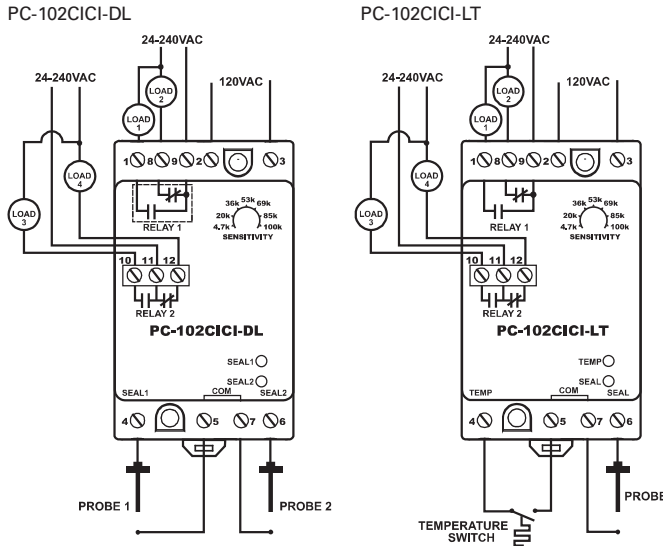 PC-102CICI-DL
24-240VAC
24-240VAC
120VAC
LOAD 2
LOAD 1
LOAD 4
LOAD 3
1 8 9 2 3
RELAY 1
36k 53k 69k
20k 85k
4.7k 100k
SENSITIVITY
10 11 12
RELAY 2
PC-102CICI-DL
SEAL1
SEAL2
SEAL1 COM SEAL2
4 5 7 6
PROBE 1 PROBE 2
PC-102CICI-LT
24-240VAC
24-240VAC
120VAC
LOAD 2
LOAD 1
LOAD 4
LOAD 3
1 8 9 2 3
RELAY 1
36k 53k 69k
20k 85k
4.7k 100k
SENSITIVITY
10 11 12
RELAY 2
PC-102CICI-LT
TEMP
SEAL
TEMP COM SEAL
4 5 7 6
PROBE
TEMPERATURE
SWITCH